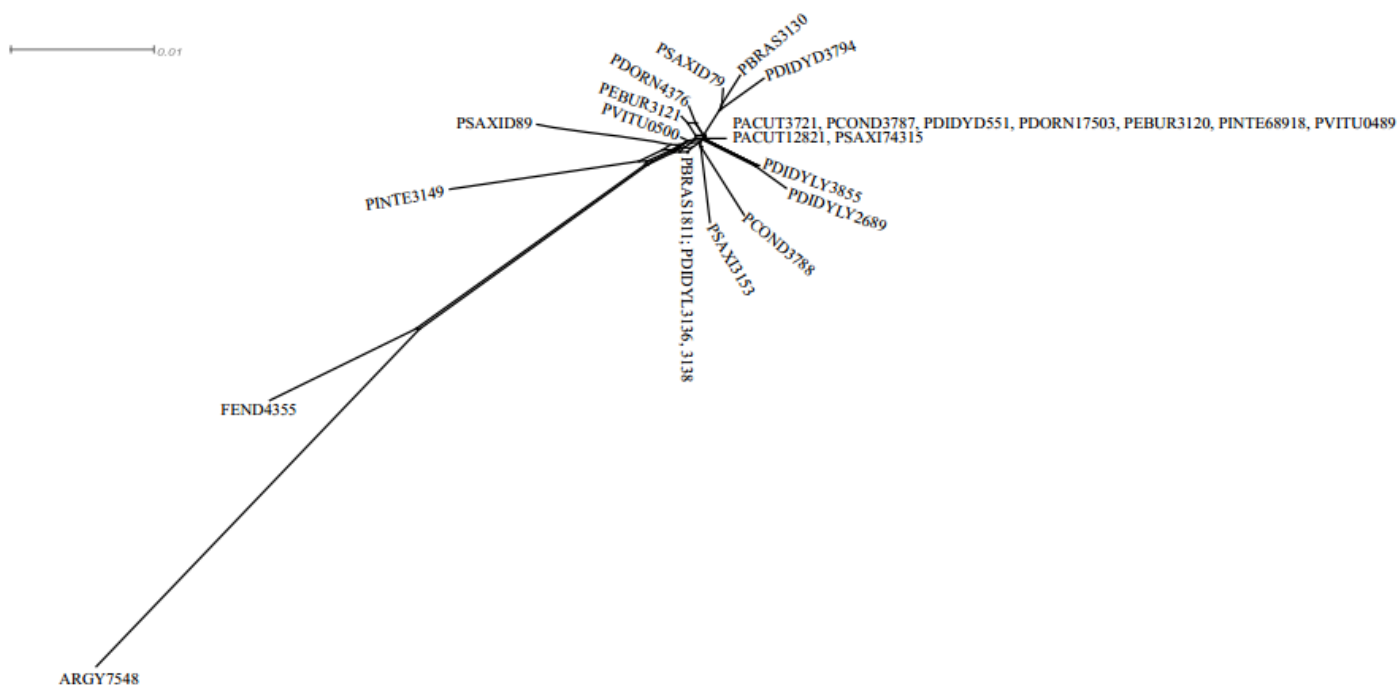 0.01
PBRAS3130
PSAXID79
PDIDYD3794
PDORN4376
PEBUR3121
PVITU0500
PSAXID89
PACUT3721, PCOND3787, PDIDYD551, PDORN17503, PEBUR3120, PINTE68918, PVITU0489
PACUT12821, PSAXI74315
PDIDYLY3855
PDIDYLY2689
PINTE3149
PBRAS1811; PDIDYL3136, 3138
PCOND3788
PSAXI3153
FEND4355
ARGY7548